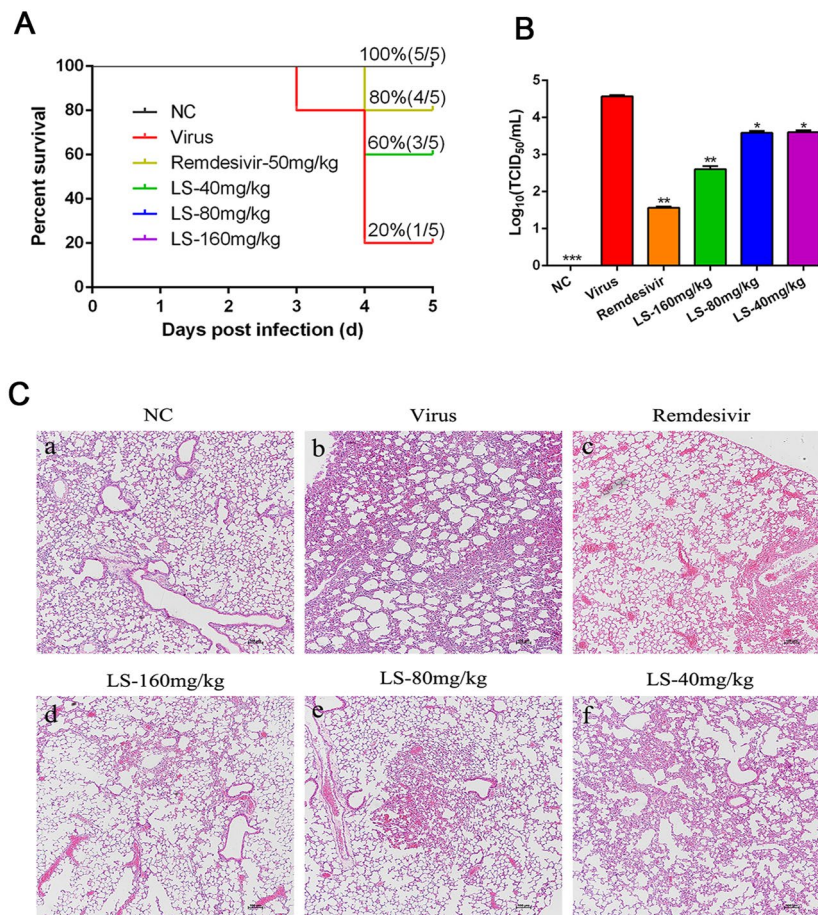 A
100%(5/5)
100
80
60
40
20
0
Percent survival
NC
Virus
Remdesivir-50mg/kg
LS-40mg/kg
LS-80mg/kg
LS-160mg/kg
80%(4/5)
60%(3/5)
20%(1/5)
0 1 2 3 4 5
Days post infection (d)
B
5
4
3
2
1
0
Log10(TCID50/mL)
*** ** ** * *
NC Virus Remdesivir LS-160mg/kg LS-80mg/kg LS-40mg/kg
C
NC Virus Remdesivir
a b c
LS-160mg/kg LS-80mg/kg LS-40mg/kg
d e f